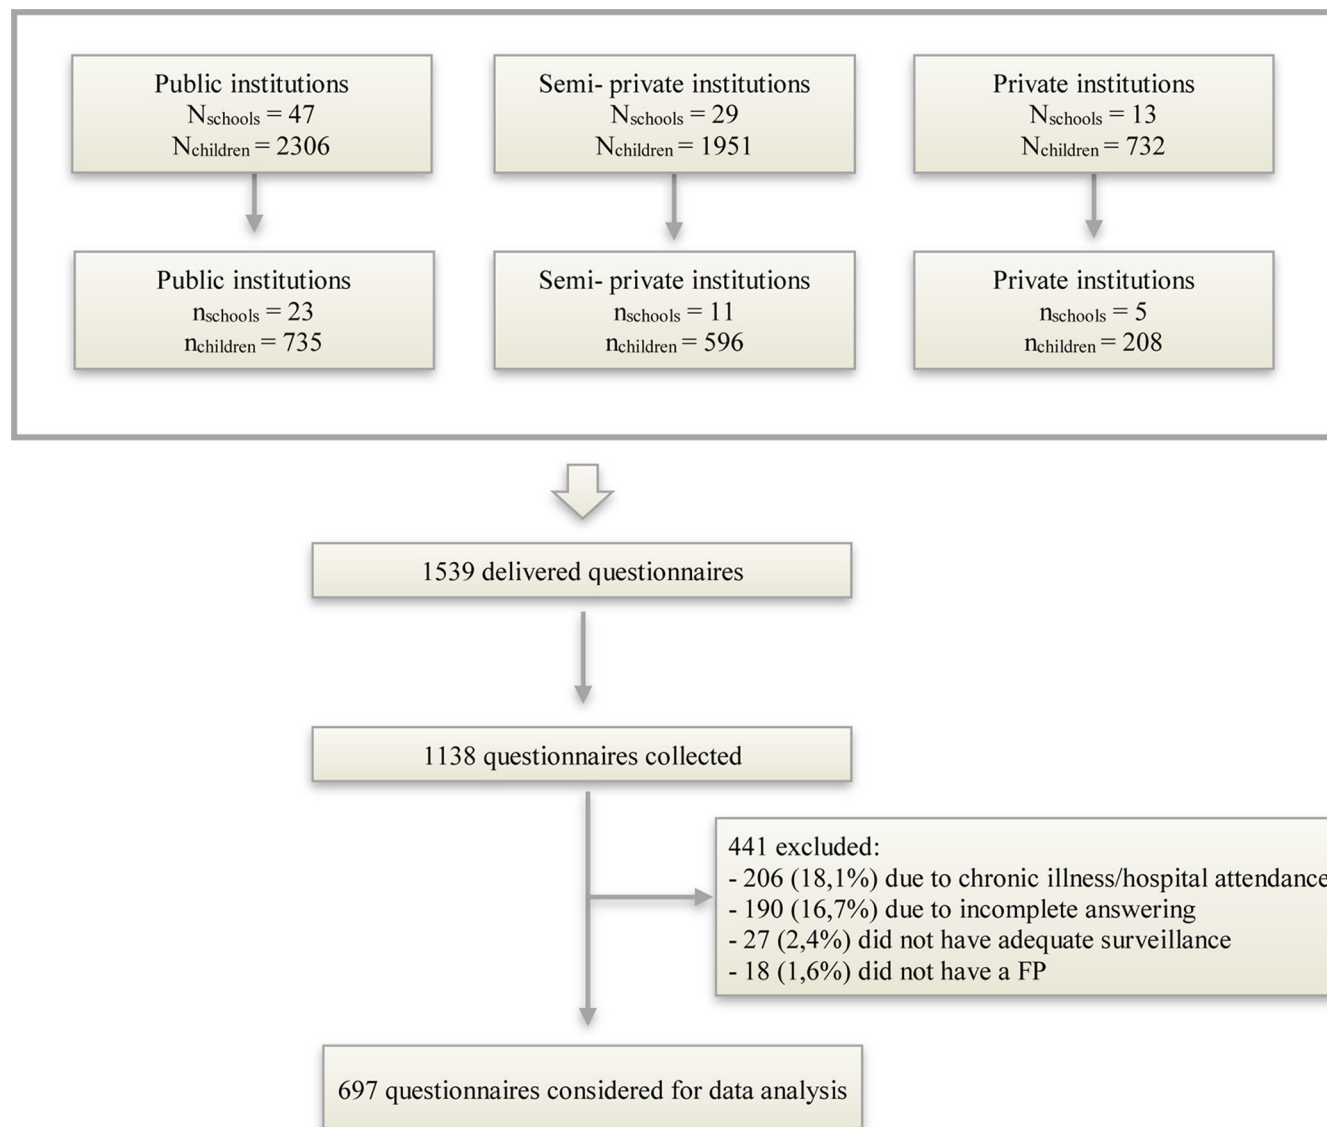 Public institutions
Nschools = 47
Nchildren = 2306
Semi- private institutions
Nschools = 29
Nchildren = 1951
Private institutions
Nschools = 13
Nchildren = 732
Public institutions
nschools = 23
nchildren = 735
Semi- private institutions
nschools = 11
nchildren = 596
Private institutions
nschools = 5
nchildren = 208
1539 delivered questionnaires
1138 questionnaires collected
441 excluded:
- 206 (18,1%) due to chronic illness/hospital attendance
- 190 (16,7%) due to incomplete answering
- 27 (2,4%) did not have adequate surveillance
- 18 (1,6%) did not have a FP
697 questionnaires considered for data analysis